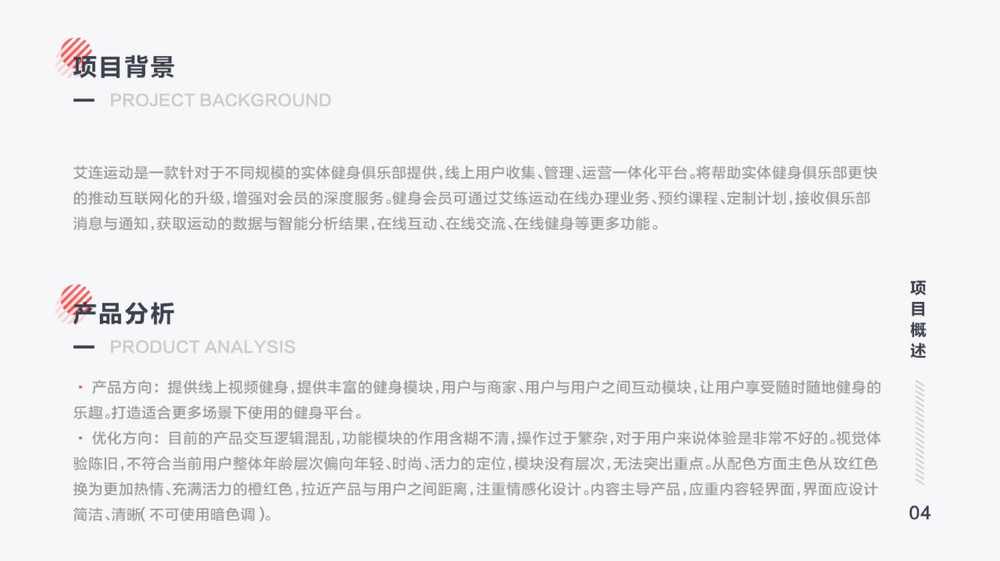 项目背景
PROJECT BACKGROUND
艾连运动是一款针对于不同规模的实体健身俱乐部提供,线上用户收集、管理、运营一体化平台。将帮助实体健身俱乐部更快
的推动互联网化的升级,增强对会员的深度服务。健身会员可通过艾练运动在线办理业务、预约课程、定制计划,接收俱乐部
消息与通知,获取运动的数据与智能分析结果,在线互动、在线交流、在线健身等更多功能。
产品分析
PRODUCT ANALYSIS
· 产品方向：提供线上视频健身,提供丰富的健身模块,用户与商家、用户与用户之间互动模块,让用户享受随时随地健身的
乐趣。打造适合更多场景下使用的健身平台。
· 优化方向：目前的产品交互逻辑混乱,功能模块的作用含糊不清,操作过于繁杂,对于用户来说体验是非常不好的。视觉体
验陈旧,不符合当前用户整体年龄层次偏向年轻、时尚、活力的定位,模块没有层次,无法突出重点。从配色方面主色从玫红色
换为更加热情、充满活力的橙红色,拉近产品与用户之间距离,注重情感化设计。内容主导产品,应重内容轻界面,界面应设计
简洁、清晰( 不可使用暗色调 )。
项目概述
04